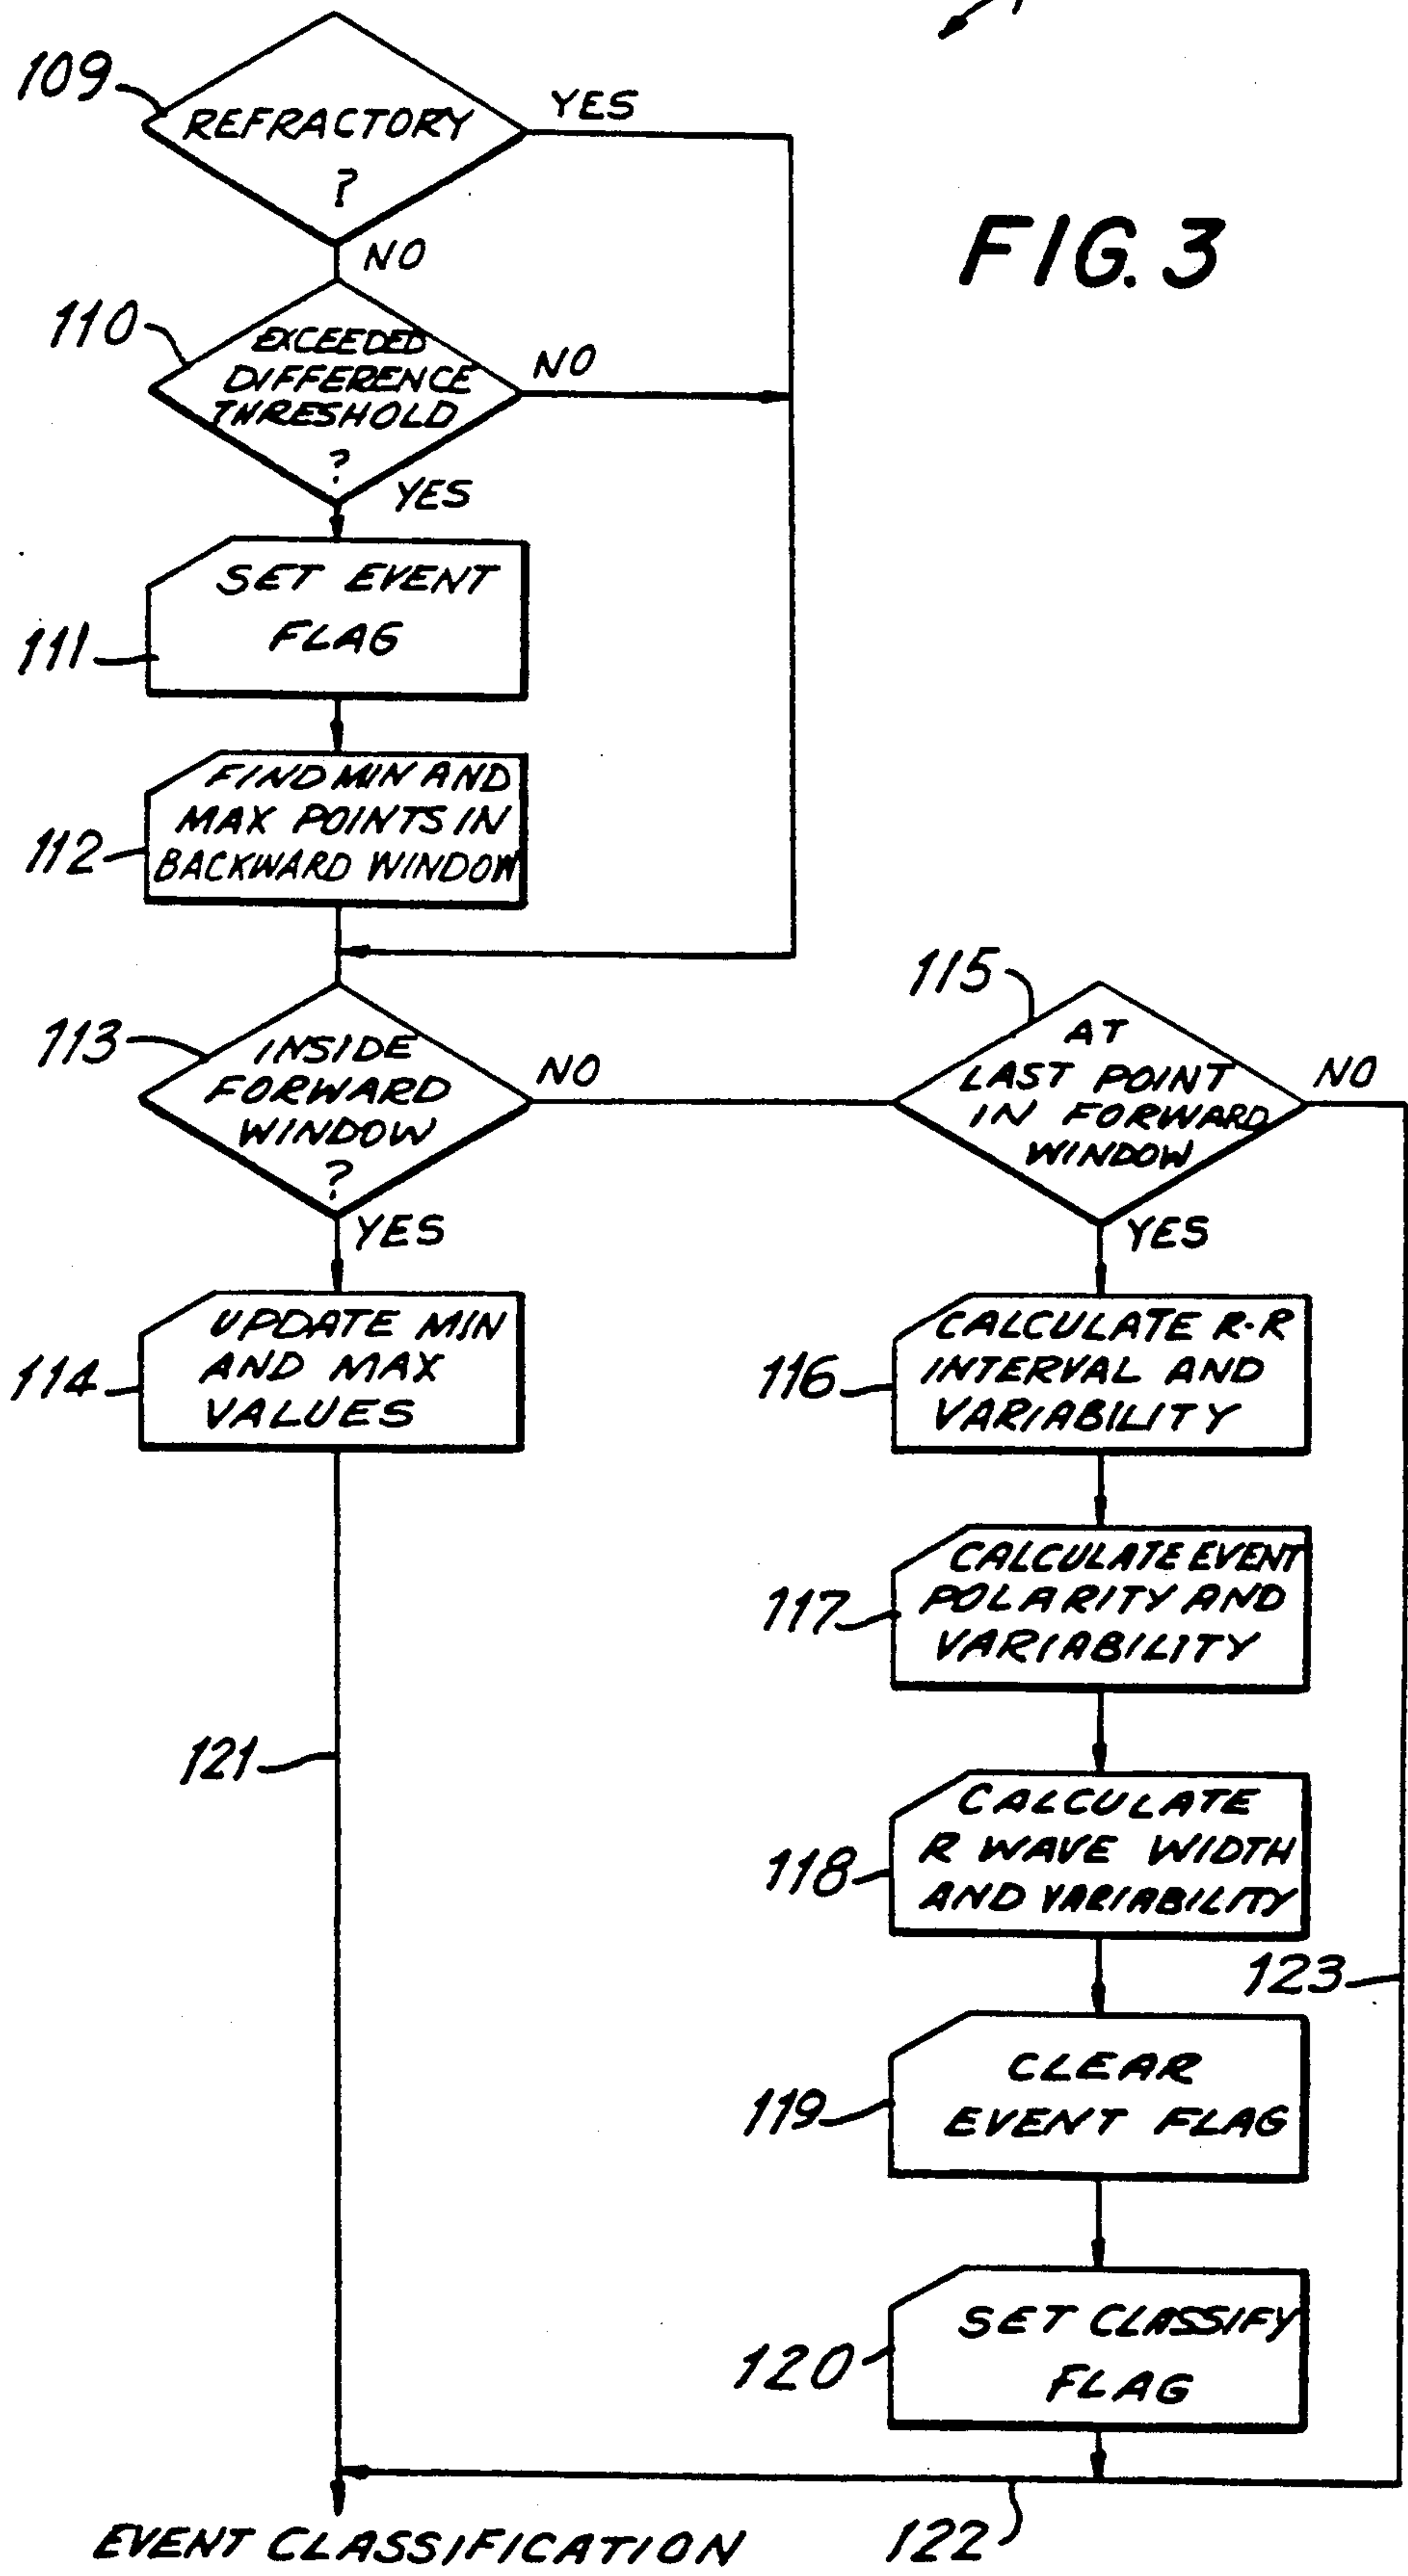 109
REFRACTORY
?
YES
NO
FIG. 3
110
EXCEEDED
DIFFERENCE
THRESHOLD
?
NO
YES
111
SET EVENT
FLAG
112
FIND MIN AND
MAX POINTS IN
BACKWARD WINDOW
113
INSIDE
FORWARD
WINDOW
?
NO
YES
115
AT
LAST POINT
IN FORWARD
WINDOW
NO
YES
114
UPDATE MIN
AND MAX
VALUES
116
CALCULATE R-R
INTERVAL AND
VARIABILITY
117
CALCULATE EVENT
POLARITY AND
VARIABILITY
121
118
CALCULATE
R WAVE WIDTH
AND VARIABILITY
123
119
CLEAR
EVENT FLAG
120
SET CLASSIFY
FLAG
122
EVENT CLASSIFICATION